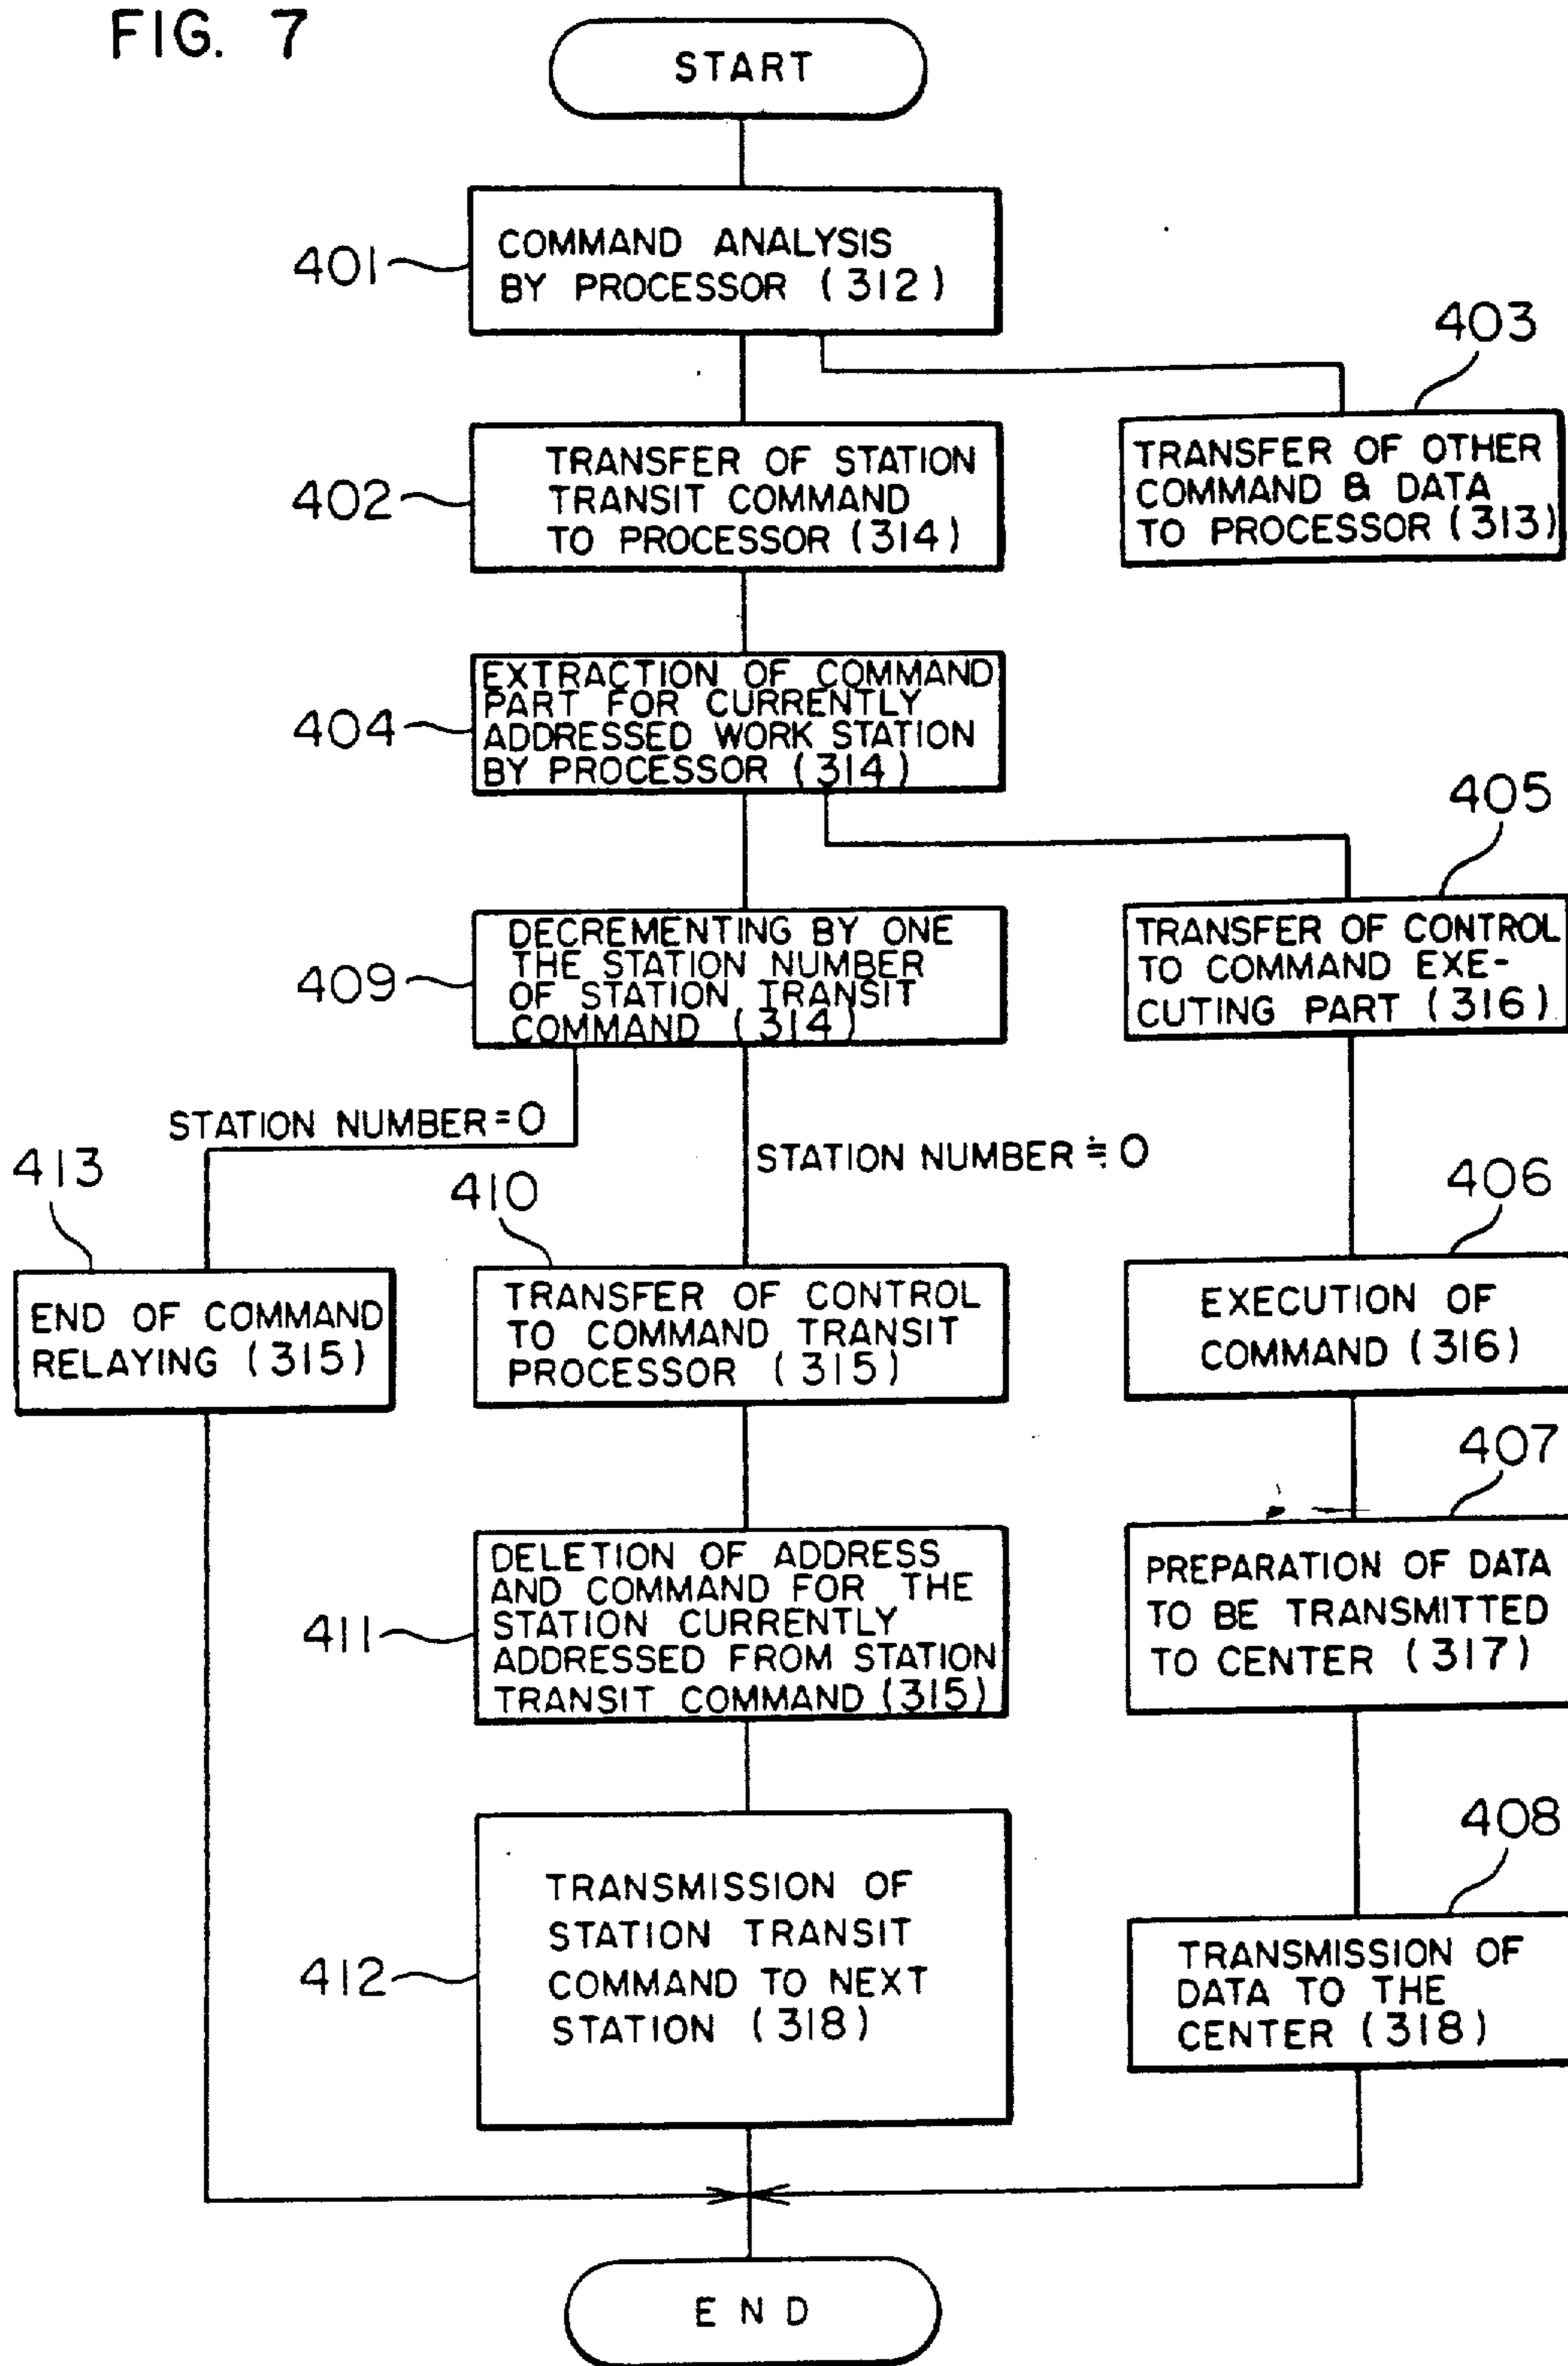 FIG. 7
START
401
COMMAND ANALYSIS
BY PROCESSOR (312)
403
402
TRANSFER OF STATION
TRANSIT COMMAND
TO PROCESSOR (314)
TRANSFER OF OTHER
COMMAND & DATA
TO PROCESSOR (313)
404
EXTRACTION OF COMMAND
PART FOR CURRENTLY
ADDRESSED WORK STATION
BY PROCESSOR (314)
405
409
DECREMENTING BY ONE
THE STATION NUMBER
OF STATION TRANSIT
COMMAND (314)
TRANSFER OF CONTROL
TO COMMAND EXE-
CUTING PART (316)
STATION NUMBER = 0
STATION NUMBER ≒ 0
413
410
406
END OF COMMAND
RELAYING (315)
TRANSFER OF CONTROL
TO COMMAND TRANSIT
PROCESSOR (315)
EXECUTION OF
COMMAND (316)
407
411
DELETION OF ADDRESS
AND COMMAND FOR THE
STATION CURRENTLY
ADDRESSED FROM STATION
TRANSIT COMMAND (315)
PREPARATION OF DATA
TO BE TRANSMITTED
TO CENTER (317)
408
412
TRANSMISSION OF
STATION TRANSIT
COMMAND TO NEXT
STATION (318)
TRANSMISSION OF
DATA TO THE
CENTER (318)
END